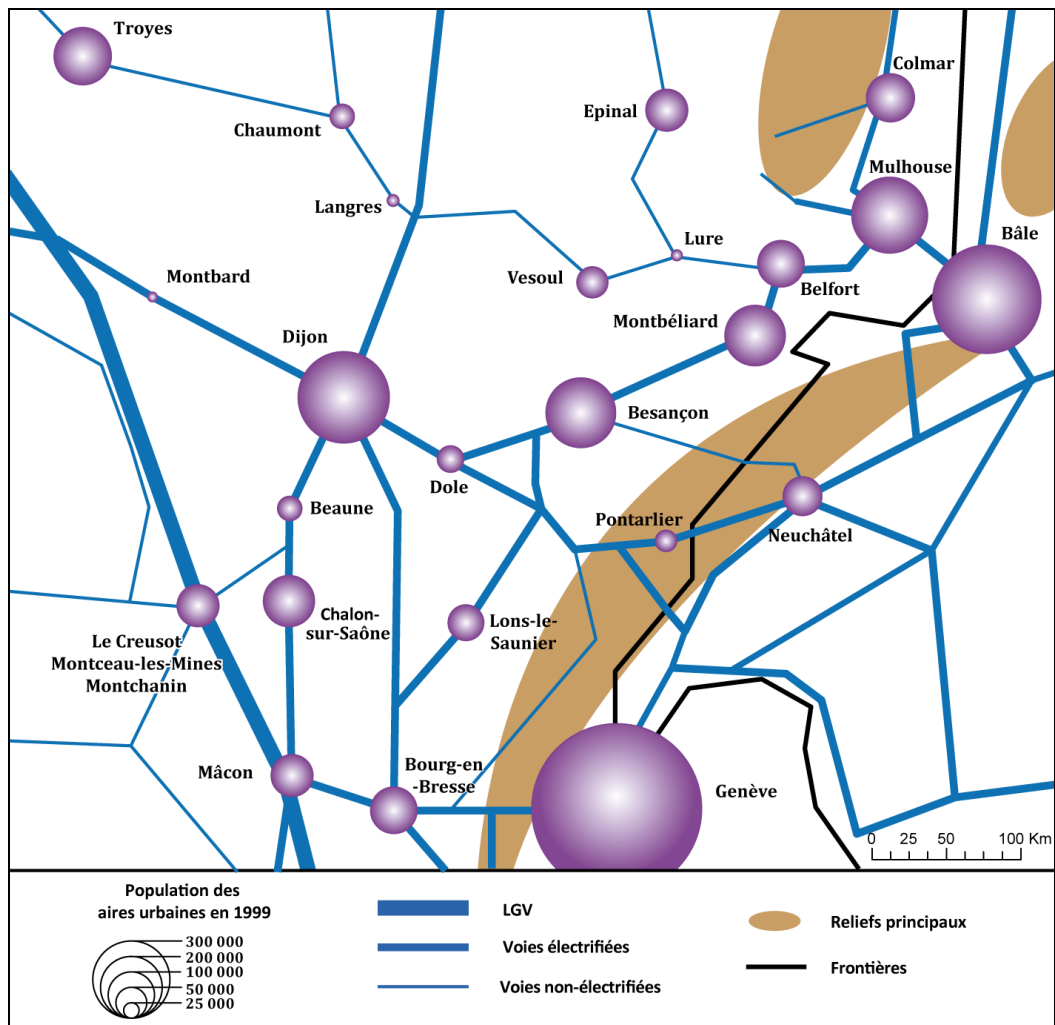 Troyes
Colmar
Epinal
Chaumont
Mulhouse
Langres
Lure
Bâle
Vesoul
Montbard
Belfort
Montbéliard
Dijon
Besançon
Dole
Beaune
Pontarlier
Neuchâtel
Chalon-
sur-Saône
Lons-le-
Saunier
Le Creusot
Montceau-les-Mines
Montchanin
Mâcon
Bourg-en
-Bresse
Genève
0 25 50 100 Km
Population des
aires urbaines en 1999
300 000
200 000
100 000
50 000
25 000
LGV
Voies électrifiées
Voies non-électrifiées
Reliefs principaux
Frontières